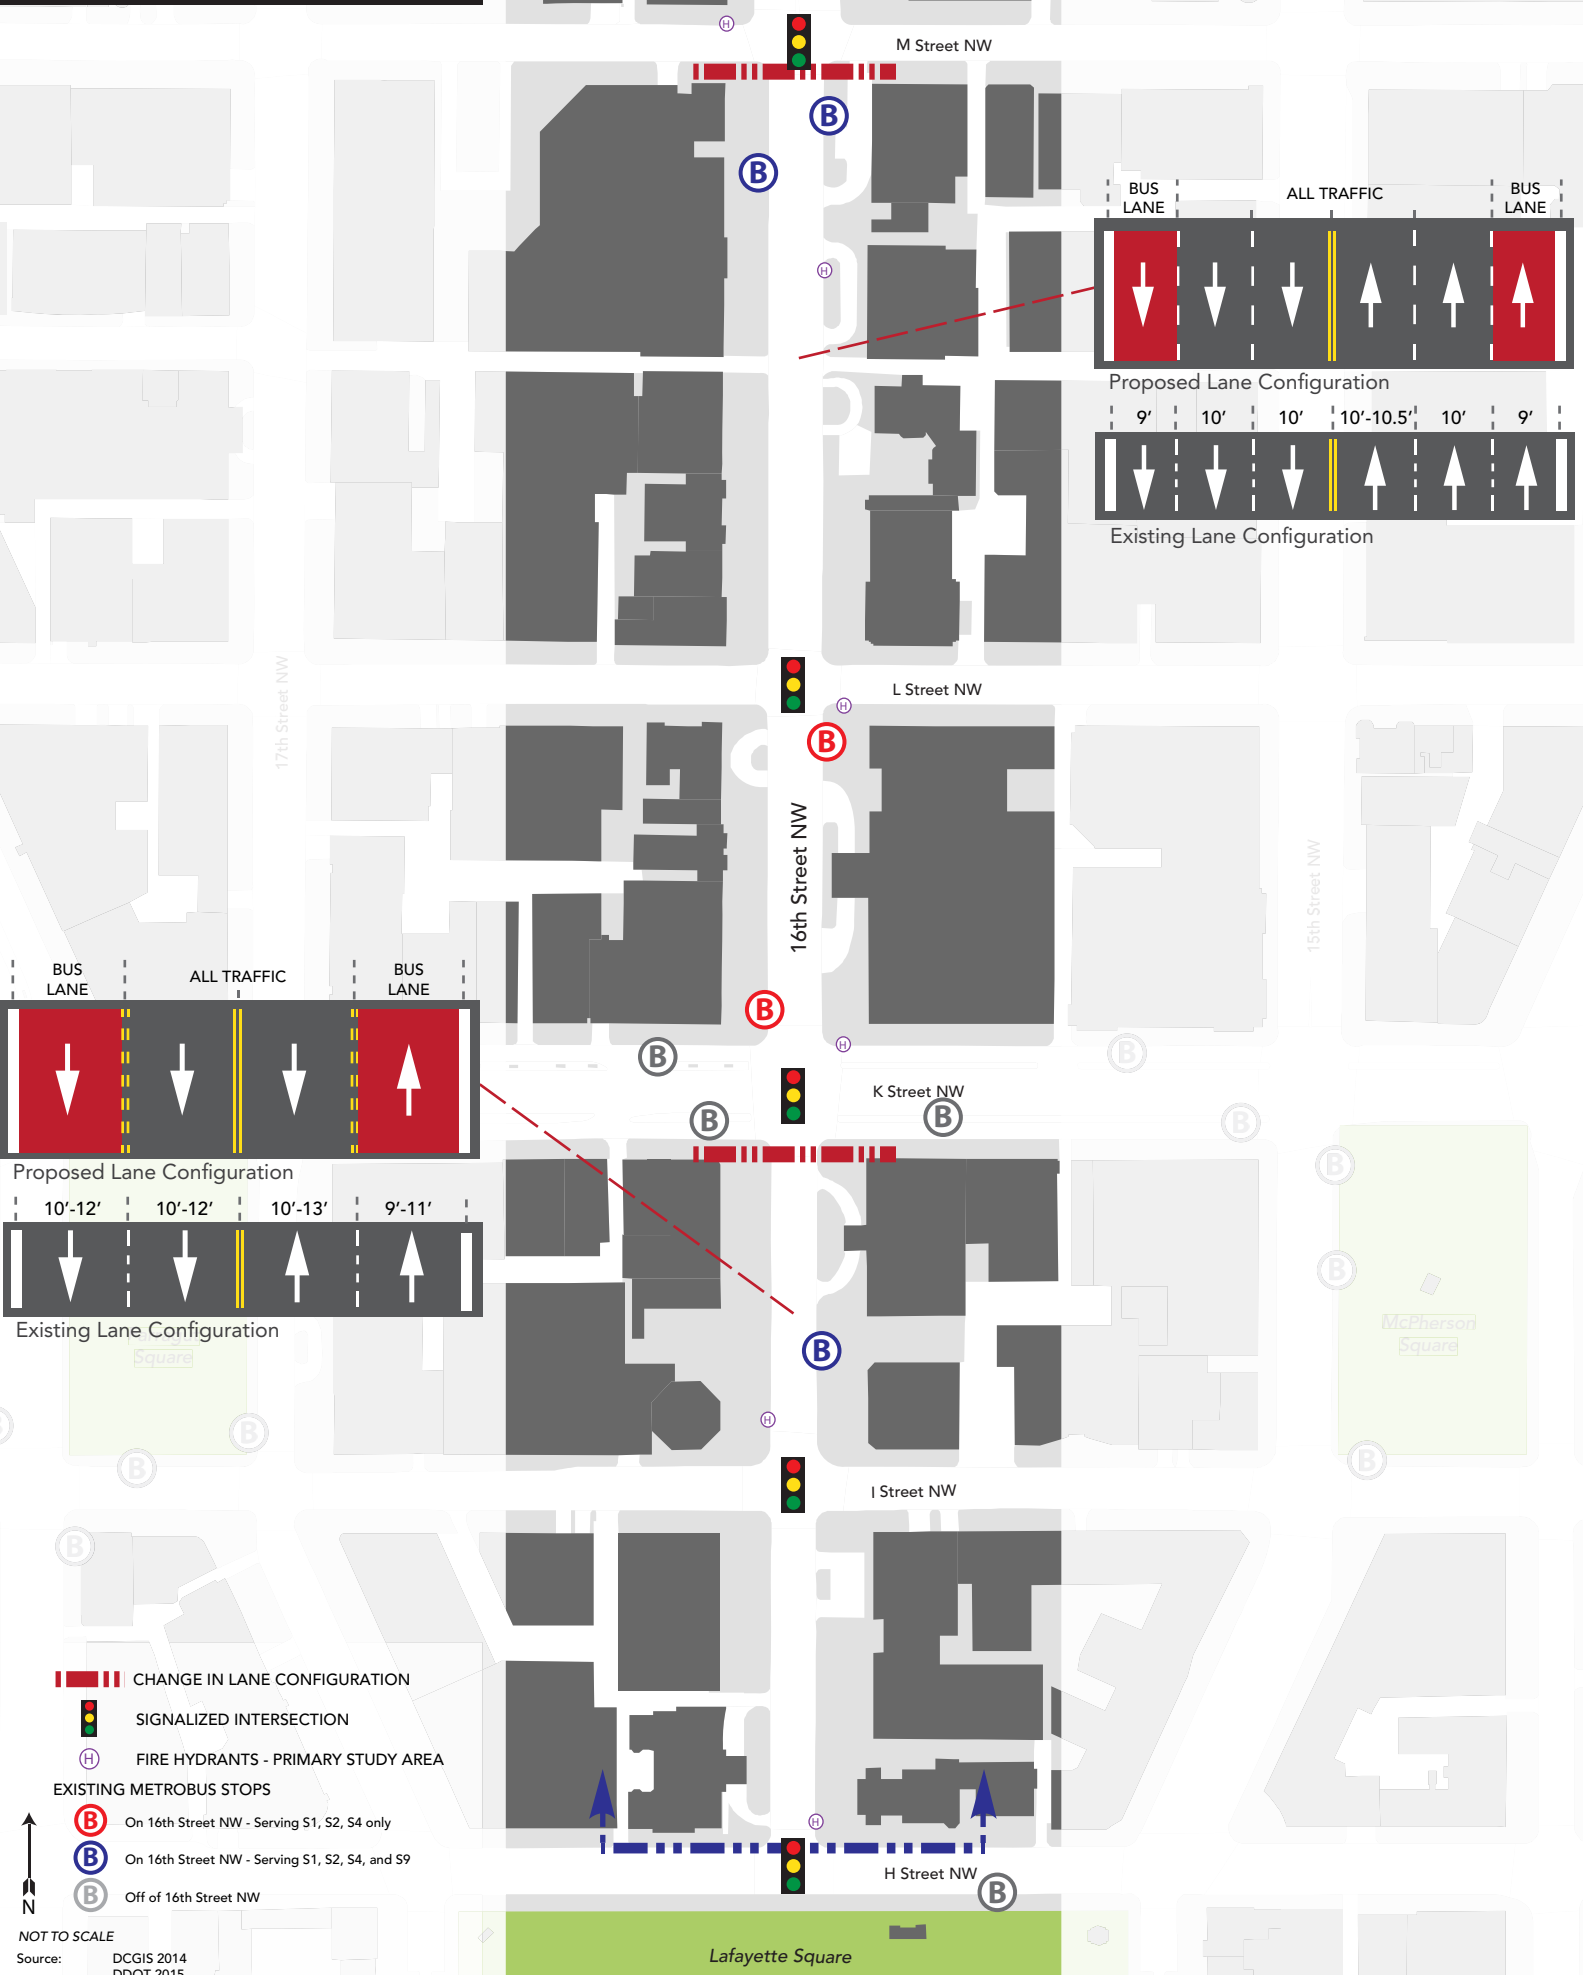 H
M Street NW
B
B
BUS
LANE
ALL TRAFFIC
BUS
LANE
H
Proposed Lane Configuration
9’ 10’ 10’ 10’-10.5’ 10’ 9’
Existing Lane Configuration
17th Street NW
L Street NW
H
B
16th Street NW
15th Street NW
BUS
LANE
ALL TRAFFIC
BUS
LANE
B
B
H
B
K Street NW
B
B
B
Proposed Lane Configuration
B
10’-12’ 10’-12’ 10’-13’ 9’-11’
B
Existing Lane Configuration
Square
McPherson
Square
B
H
B
B
B
I Street NW
B
CHANGE IN LANE CONFIGURATION
SIGNALIZED INTERSECTION
H FIRE HYDRANTS - PRIMARY STUDY AREA
EXISTING METROBUS STOPS
B On 16th Street NW - Serving S1, S2, S4 only
B On 16th Street NW - Serving S1, S2, S4, and S9
B Off of 16th Street NW
N
H
H Street NW
B
NOT TO SCALE
Source: DCGIS 2014
DDOT 2015
Lafayette Square